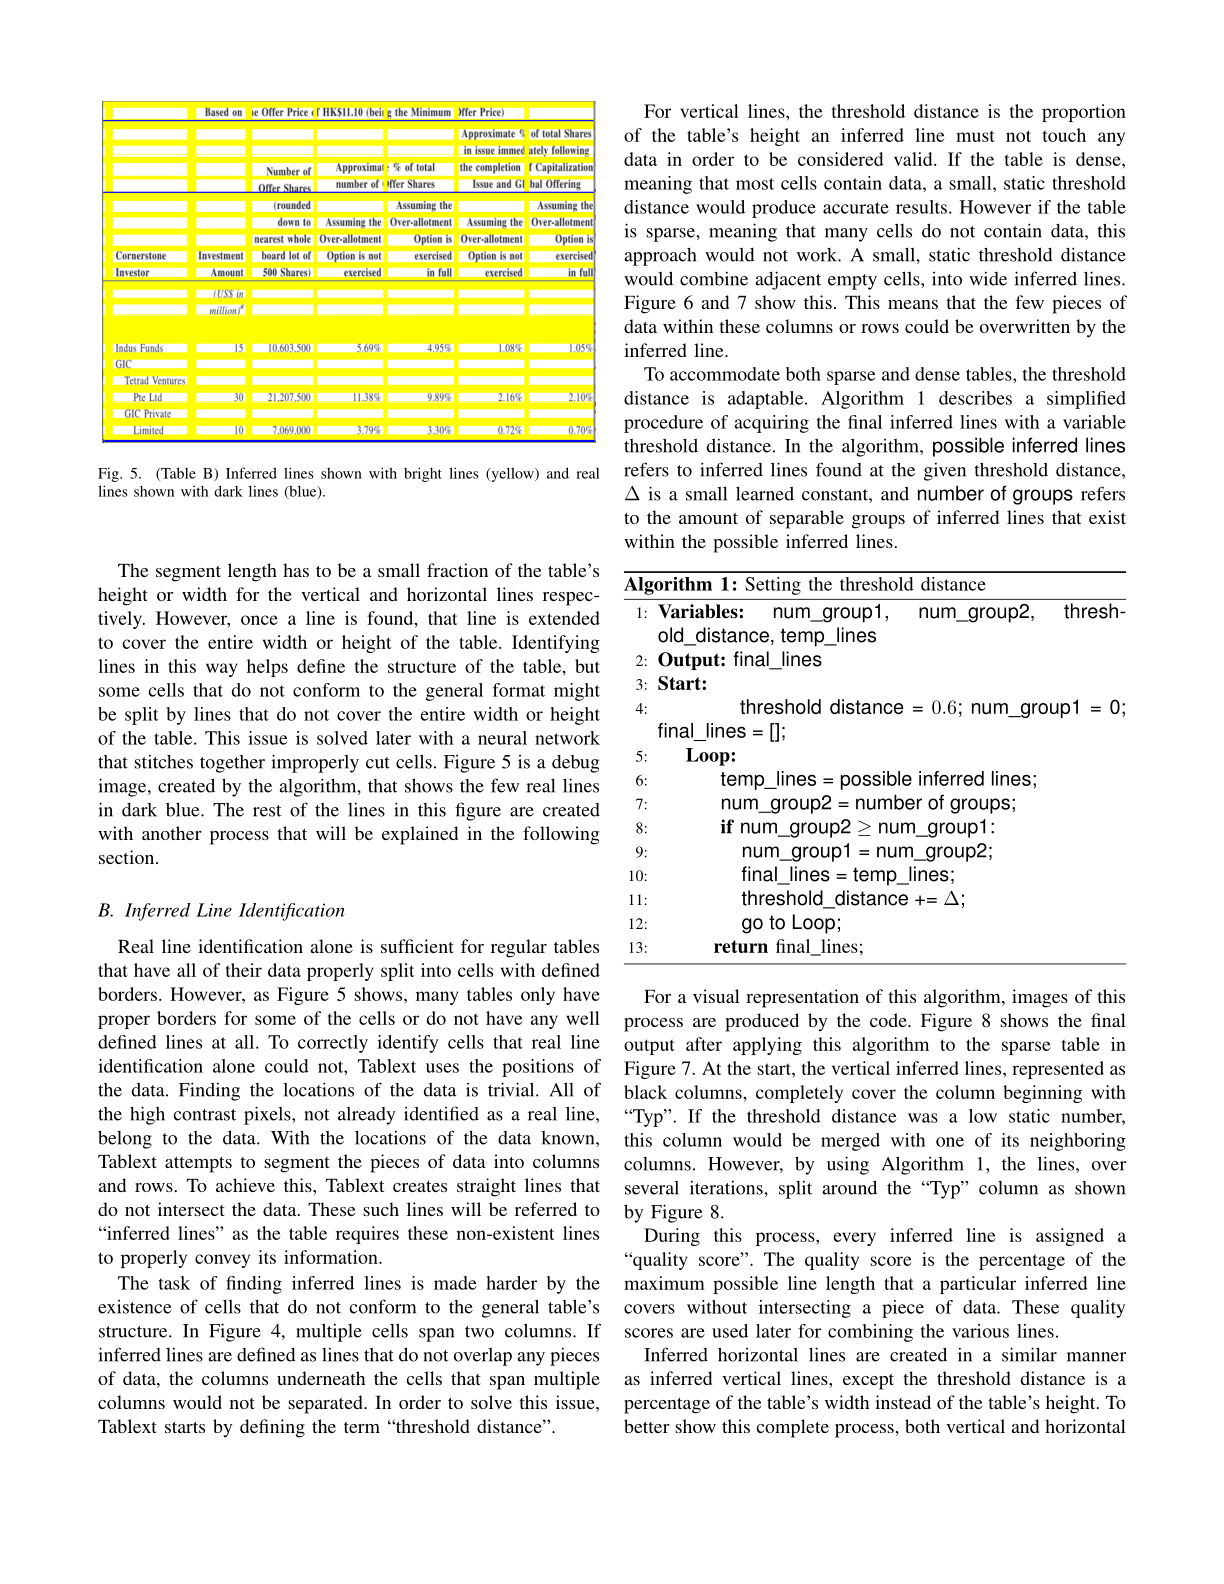 Based on
e Offer Price
f HK$11.10 (bei
g the Minimum
Offer Price)
Approximate %
of total Shares
in issue immed
ately following
Number of
Approximat
% of total
the completion
f Capitalization
Offer Shares
number of
Offer Shares
Issue and Gl
bal Offering
(rounded
Assuming the
Assuming the
down to
Assuming the
Over-allotment
Assuming the
Over-allotment
nearest whole
Over-allotment
Option is
Over-allotment
Option is
Cornerstone
Investment
board lot of
Option is not
exercised
Option is not
exercised
Investor
Amount
500 Shares)
exercised
in full
exercised
in full
(US$ in
million)#
Indus Funds 15 10,603,500 5.69% 4.95% 1.08% 1.05%
GIC
Tetrad Ventures
Pte Ltd 30 21,207,500 11.38% 9.89% 2.16% 2.10%
GIC Private
Limited 10 7,069,000 3.79% 3.30% 0.72% 0.70%
Fig. 5. (Table B) Inferred lines shown with bright lines (yellow) and real
lines shown with dark lines (blue).
The segment length has to be a small fraction of the table's
height or width for the vertical and horizontal lines respec-
tively. However, once a line is found, that line is extended
to cover the entire width or height of the table. Identifying
lines in this way helps define the structure of the table, but
some cells that do not conform to the general format might
be split by lines that do not cover the entire width or height
of the table. This issue is solved later with a neural network
that stitches together improperly cut cells. Figure 5 is a debug
image, created by the algorithm, that shows the few real lines
in dark blue. The rest of the lines in this figure are created
with another process that will be explained in the following
section.
B. Inferred Line Identification
Real line identification alone is sufficient for regular tables
that have all of their data properly split into cells with defined
borders. However, as Figure 5 shows, many tables only have
proper borders for some of the cells or do not have any well
defined lines at all. To correctly identify cells that real line
identification alone could not, Tablext uses the positions of
the data. Finding the locations of the data is trivial. All of
the high contrast pixels, not already identified as a real line,
belong to the data. With the locations of the data known,
Tablext attempts to segment the pieces of data into columns
and rows. To achieve this, Tablext creates straight lines that
do not intersect the data. These such lines will be referred to
“inferred lines” as the table requires these non-existent lines
to properly convey its information.
The task of finding inferred lines is made harder by the
existence of cells that do not conform to the general table's
structure. In Figure 4, multiple cells span two columns. If
inferred lines are defined as lines that do not overlap any pieces
of data, the columns underneath the cells that span multiple
columns would not be separated. In order to solve this issue,
Tablext starts by defining the term “threshold distance”.
For vertical lines, the threshold distance is the proportion
of the table's height an inferred line must not touch any
data in order to be considered valid. If the table is dense,
meaning that most cells contain data, a small, static threshold
distance would produce accurate results. However if the table
is sparse, meaning that many cells do not contain data, this
approach would not work. A small, static threshold distance
would combine adjacent empty cells, into wide inferred lines.
Figure 6 and 7 show this. This means that the few pieces of
data within these columns or rows could be overwritten by the
inferred line.
To accommodate both sparse and dense tables, the threshold
distance is adaptable. Algorithm 1 describes a simplified
procedure of acquiring the final inferred lines with a variable
threshold distance. In the algorithm, possible inferred lines
refers to inferred lines found at the given threshold distance,
Δ is a small learned constant, and number of groups refers
to the amount of separable groups of inferred lines that exist
within the possible inferred lines.
Algorithm 1: Setting the threshold distance
1: Variables: num_group1, num_group2, thresh-
old_distance, temp_lines
2: Output: final_lines
3: Start:
4: threshold distance = 0.6; num_group1 = 0;
final_lines = [];
5: Loop:
6: temp_lines = possible inferred lines;
7: num_group2 = number of groups;
8: if num_group2 ≥ num_group1:
9: num_group1 = num_group2;
10: final_lines = temp_lines;
11: threshold_distance += Δ;
12: go to Loop;
13: return final_lines;
For a visual representation of this algorithm, images of this
process are produced by the code. Figure 8 shows the final
output after applying this algorithm to the sparse table in
Figure 7. At the start, the vertical inferred lines, represented as
black columns, completely cover the column beginning with
“Typ”. If the threshold distance was a low static number,
this column would be merged with one of its neighboring
columns. However, by using Algorithm 1, the lines, over
several iterations, split around the “Typ” column as shown
by Figure 8.
During this process, every inferred line is assigned a
“quality score”. The quality score is the percentage of the
maximum possible line length that a particular inferred line
covers without intersecting a piece of data. These quality
scores are used later for combining the various lines.
Inferred horizontal lines are created in a similar manner
as inferred vertical lines, except the threshold distance is a
percentage of the table's width instead of the table's height. To
better show this complete process, both vertical and horizontal